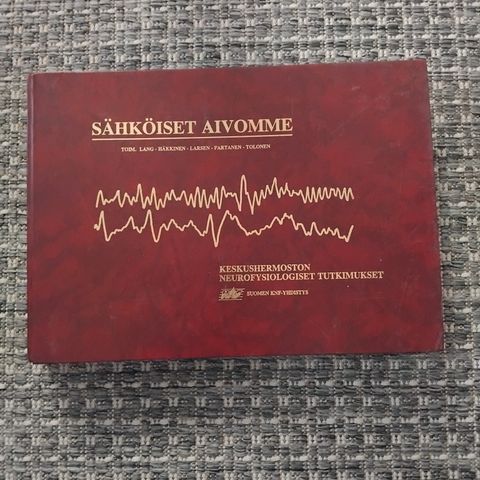 SÄHKÖISET AIVOMME
TOIM. LANG - HÄKKINEN - LARSEN - PARTANEN - TOLONEN
KESKUSHERMOSTON
NEUROFYSIOLOGISET TUTKIMUKSET
SUOMEN KNF-YHDISTYS